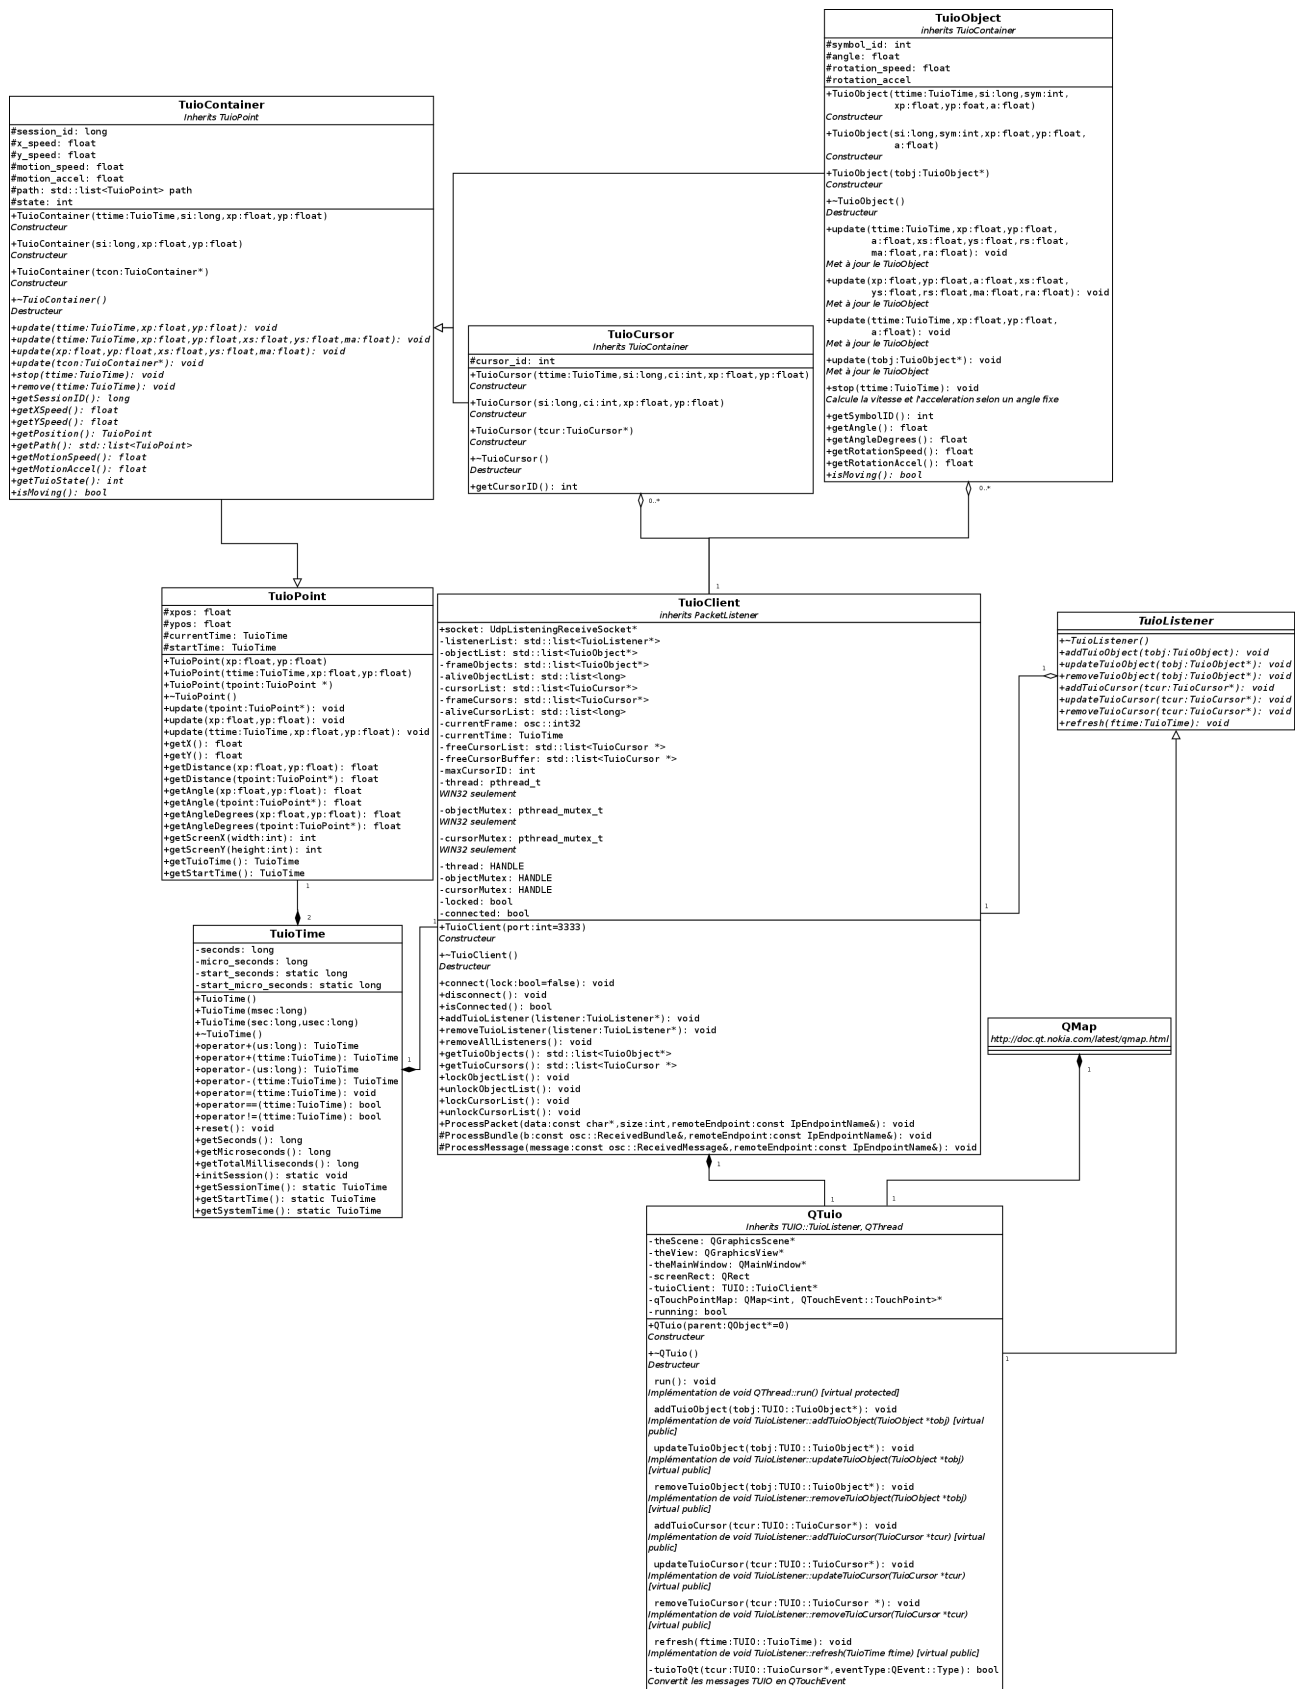 TuioObject
inherits TuioContainer
#symbol_id: int
#angle: float
#rotation_speed: float
#rotation_accel
+TuioObject(ttime:TuioTime,si:long,sym:int,
xp:float,yp:foat,a:float)
Constructeur
+TuioObject(si:long,sym:int,xp:float,yp:float,
a:float)
Constructeur
+TuioObject(tobj:TuioObject*)
Constructeur
+~TuioObject()
Destructeur
+update(ttime:TuioTime,xp:float,yp:float,
a:float,xs:float,ys:float,rs:float,
ma:float,ra:float): void
Met à jour le TuioObject
+update(xp:float,yp:float,a:float,xs:float,
ys:float,rs:float,ma:float,ra:float): void
Met à jour le TuioObject
+update(ttime:TuioTime,xp:float,yp:float,
a:float): void
Met à jour le TuioObject
+update(tobj:TuioObject*): void
Met à jour le TuioObject
+stop(ttime:TuioTime): void
Calcule la vitesse et l'acceleration selon un angle fixe
+getSymbolID(): int
+getAngle(): float
+getAngleDegrees(): float
+getRotationSpeed(): float
+getRotationAccel(): float
+isMoving(): bool
0..*
TuioContainer
Inherits TuioPoint
#session_id: long
#x_speed: float
#y_speed: float
#motion_speed: float
#motion_accel: float
#path: std::list<TuioPoint> path
#state: int
+TuioContainer(ttime:TuioTime,si:long,xp:float,yp:float)
Constructeur
+TuioContainer(si:long,xp:float,yp:float)
Constructeur
+TuioContainer(tcon:TuioContainer*)
Constructeur
+~TuioContainer()
Destructeur
+update(ttime:TuioTime,xp:float,yp:float): void
+update(ttime:TuioTime,xp:float,yp:float,xs:float,ys:float,ma:float): void
+update(xp:float,yp:float,xs:float,ys:float,ma:float): void
+update(tcon:TuioContainer*): void
+stop(ttime:TuioTime): void
+remove(ttime:TuioTime): void
+getSessionID(): long
+getXSpeed(): float
+getYSpeed(): float
+getPosition(): TuioPoint
+getPath(): std::list<TuioPoint>
+getMotionSpeed(): float
+getMotionAccel(): float
+getTuioState(): int
+isMoving(): bool
TuioCursor
Inherits TuioContainer
#cursor_id: int
+TuioCursor(ttime:TuioTime,si:long,ci:int,xp:float,yp:float)
Constructeur
+TuioCursor(si:long,ci:int,xp:float,yp:float)
Constructeur
+TuioCursor(tcur:TuioCursor*)
Constructeur
+~TuioCursor()
Destructeur
+getCursorID(): int
0..*
1
TuioPoint
#xpos: float
#ypos: float
#currentTime: TuioTime
#startTime: TuioTime
+TuioPoint(xp:float,yp:float)
+TuioPoint(ttime:TuioTime,xp:float,yp:float)
+TuioPoint(tpoint:TuioPoint *)
+~TuioPoint()
+update(tpoint:TuioPoint*): void
+update(xp:float,yp:float): void
+update(ttime:TuioTime,xp:float,yp:float): void
+getX(): float
+getY(): float
+getDistance(xp:float,yp:float): float
+getDistance(tpoint:TuioPoint*): float
+getAngle(xp:float,yp:float): float
+getAngle(tpoint:TuioPoint*): float
+getAngleDegrees(xp:float,yp:float): float
+getAngleDegrees(tpoint:TuioPoint*): float
+getScreenX(width:int): int
+getScreenY(height:int): int
+getTuioTime(): TuioTime
+getStartTime(): TuioTime
1
2
TuioClient
inherits PacketListener
+socket: UdpListeningReceiveSocket*
-listenerList: std::list<TuioListener*>
-objectList: std::list<TuioObject*>
-frameObjects: std::list<TuioObject*>
-aliveObjectList: std::list<long>
-cursorList: std::list<TuioCursor*>
-frameCursors: std::list<TuioCursor*>
-aliveCursorList: std::list<long>
-currentFrame: osc::int32
-currentTime: TuioTime
-freeCursorList: std::list<TuioCursor *>
-freeCursorBuffer: std::list<TuioCursor *>
-maxCursorID: int
-thread: pthread_t
WIN32 seulement
-objectMutex: pthread_mutex_t
WIN32 seulement
-cursorMutex: pthread_mutex_t
WIN32 seulement
-thread: HANDLE
-objectMutex: HANDLE
-cursorMutex: HANDLE
-locked: bool
-connected: bool
+TuioClient(port:int=3333)
Constructeur
+~TuioClient()
Destructeur
+connect(lock:bool=false): void
+disconnect(): void
+isConnected(): bool
+addTuioListener(listener:TuioListener*): void
+removeTuioListener(listener:TuioListener*): void
+removeAllListeners(): void
+getTuioObjects(): std::list<TuioObject*>
+getTuioCursors(): std::list<TuioCursor *>
+lockObjectList(): void
+unlockObjectList(): void
+lockCursorList(): void
+unlockCursorList(): void
+ProcessPacket(data:const char*,size:int,remoteEndpoint:const IpEndpointName&): void
#ProcessBundle(b:const osc::ReceivedBundle&,remoteEndpoint:const IpEndpointName&): void
#ProcessMessage(message:const osc::ReceivedMessage&,remoteEndpoint:const IpEndpointName&): void
TuioListener
+~TuioListener()
+addTuioObject(tobj:TuioObject): void
+updateTuioObject(tobj:TuioObject*): void
+removeTuioObject(tobj:TuioObject*): void
+addTuioCursor(tcur:TuioCursor*): void
+updateTuioCursor(tcur:TuioCursor*): void
+removeTuioCursor(tcur:TuioCursor*): void
+refresh(ftime:TuioTime): void
1
1
TuioTime
-seconds: long
-micro_seconds: long
-start_seconds: static long
-start_micro_seconds: static long
+TuioTime()
+TuioTime(msec:long)
+TuioTime(sec:long,usec:long)
+~TuioTime()
+operator+(us:long): TuioTime
+operator+(ttime:TuioTime): TuioTime
+operator-(us:long): TuioTime
+operator-(ttime:TuioTime): TuioTime
+operator=(ttime:TuioTime): void
+operator==(ttime:TuioTime): bool
+operator!=(ttime:TuioTime): bool
+reset(): void
+getSeconds(): long
+getMicroseconds(): long
+getTotalMilliseconds(): long
+initSession(): static void
+getSessionTime(): static TuioTime
+getStartTime(): static TuioTime
+getSystemTime(): static TuioTime
1
1
QMap
http://doc.qt.nokia.com/latest/qmap.html
1
1
1
1
QTuio
Inherits TUIO::TuioListener, QThread
-theScene: QGraphicsScene*
-theView: QGraphicsView*
-theMainWindow: QMainWindow*
-screenRect: QRect
-tuioClient: TUIO::TuioClient*
-qTouchPointMap: QMap<int, QTouchEvent::TouchPoint>*
-running: bool
+QTuio(parent:QObject*=0)
Constructeur
+~QTuio()
Destructeur
run(): void
Implémentation de void QThread::run() [virtual protected]
addTuioObject(tobj:TUIO::TuioObject*): void
Implémentation de void TuioListener::addTuioObject(TuioObject *tobj) [virtual
public]
updateTuioObject(tobj:TUIO::TuioObject*): void
Implémentation de void TuioListener::updateTuioObject(TuioObject *tobj)
[virtual public]
removeTuioObject(tobj:TUIO::TuioObject*): void
Implémentation de void TuioListener::removeTuioObject(TuioObject *tobj)
[virtual public]
addTuioCursor(tcur:TUIO::TuioCursor*): void
Implémentation de void TuioListener::addTuioCursor(TuioCursor *tcur) [virtual
public]
updateTuioCursor(tcur:TUIO::TuioCursor*): void
Implémentation de void TuioListener::updateTuioCursor(TuioCursor *tcur)
[virtual public]
removeTuioCursor(tcur:TUIO::TuioCursor *): void
Implémentation de void TuioListener::removeTuioCursor(TuioCursor *tcur)
[virtual public]
refresh(ftime:TUIO::TuioTime): void
Implémentation de void TuioListener::refresh(TuioTime ftime) [virtual public]
-tuioToQt(tcur:TUIO::TuioCursor*,eventType:QEvent::Type): bool
Convertit les messages TUIO en QTouchEvent
1